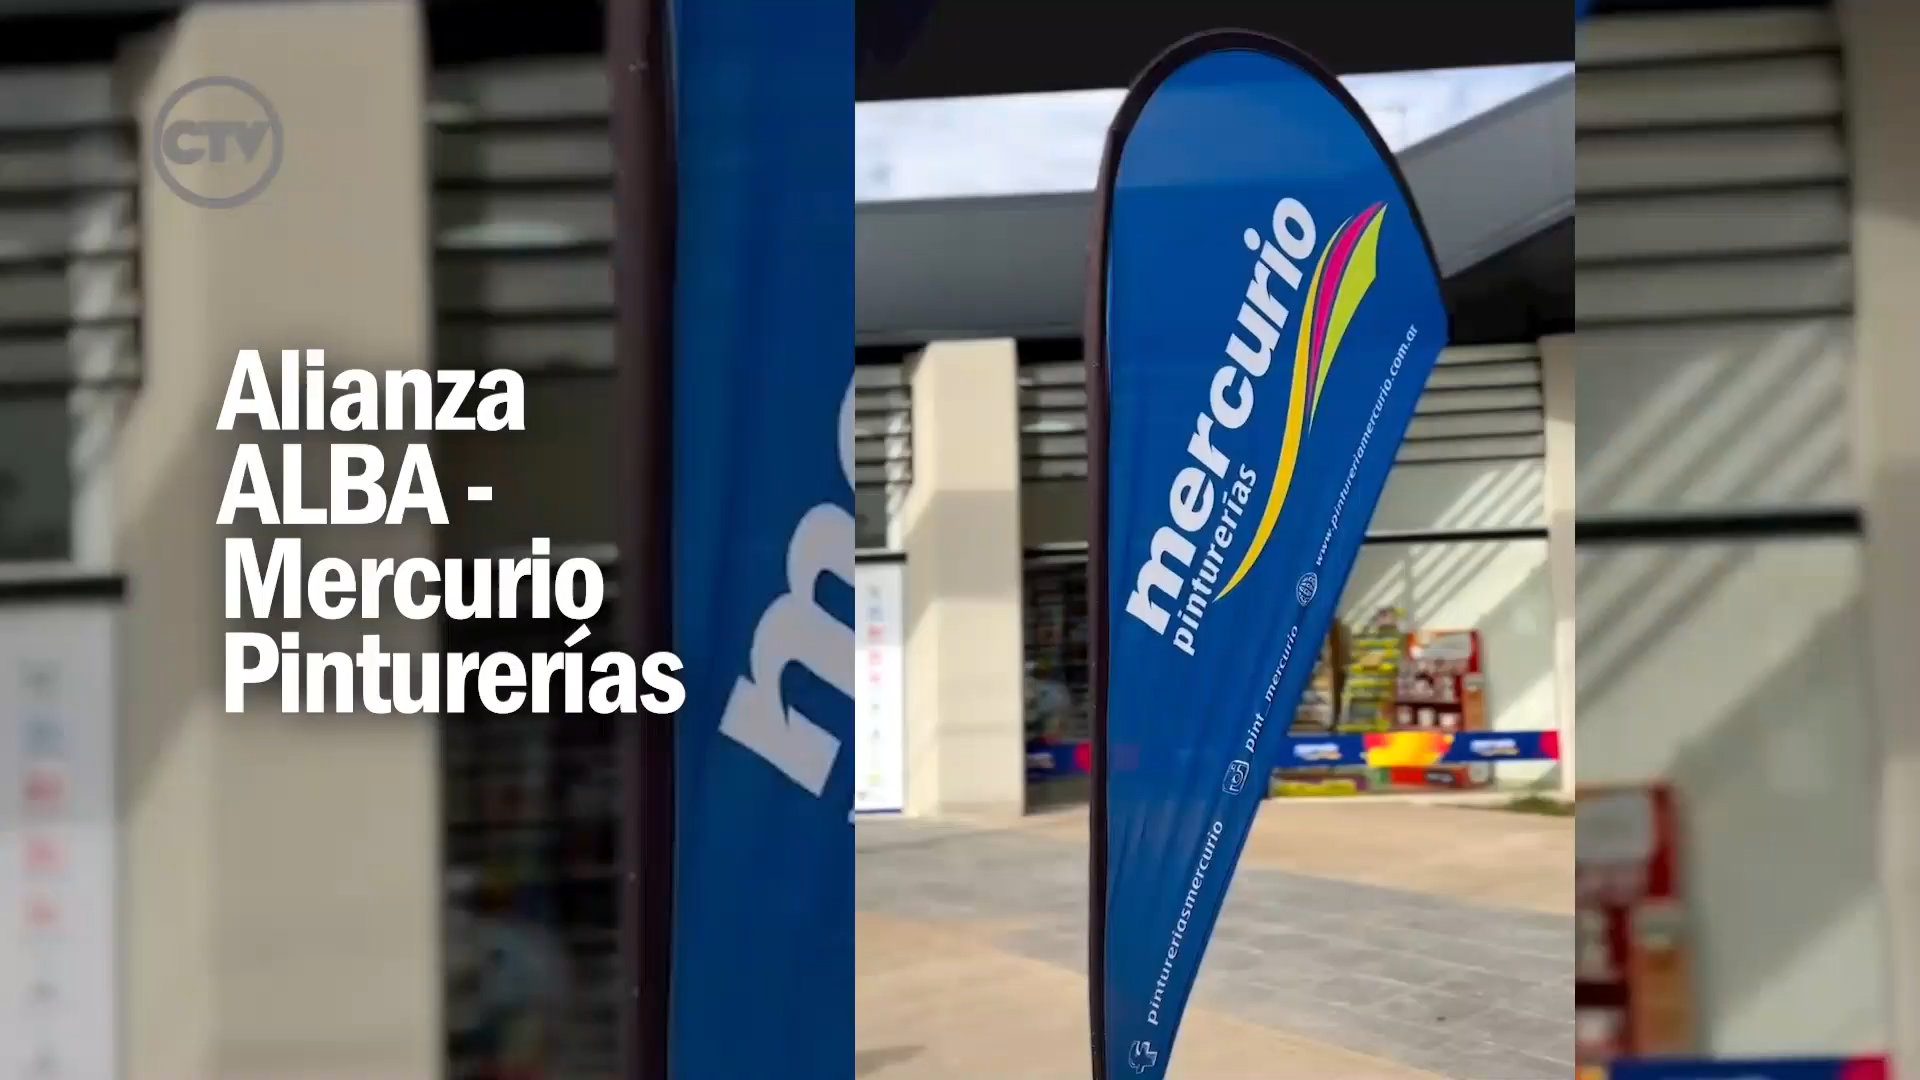 CTV
Alianza
ALBA -
Mercurio
Pinturerías
mercurio
pinturerías
www.pintureriamercurio.com.ar
pint_mercurio
pintureriasmercurio